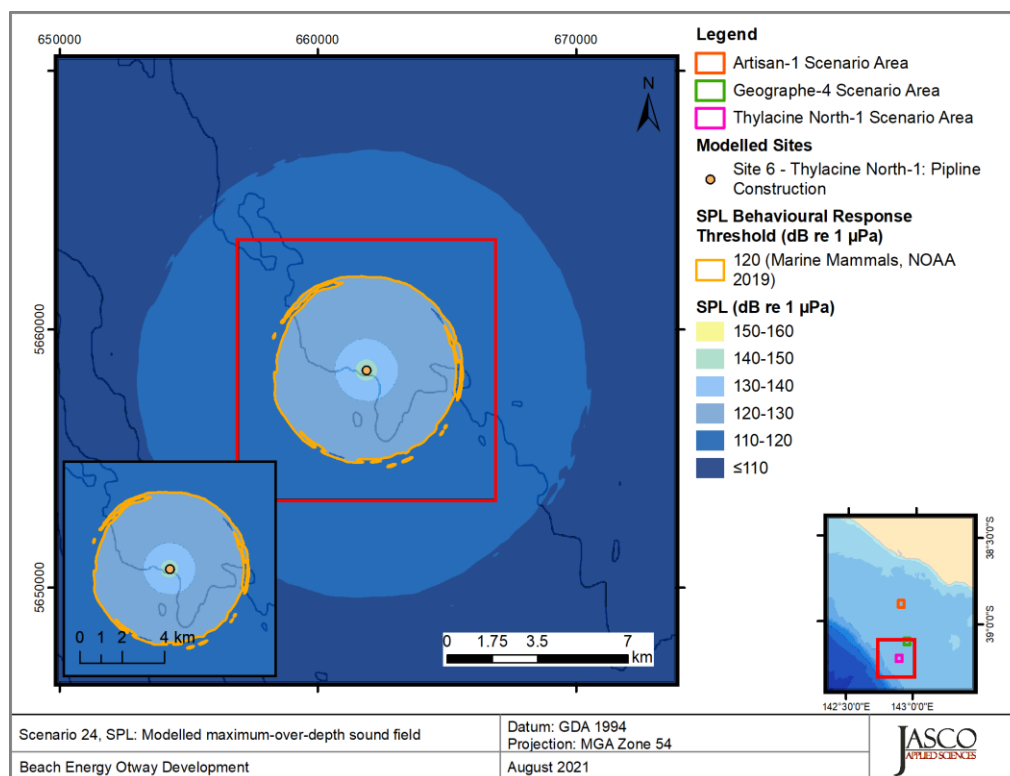 650000
660000
670000
5660000
5650000
N
0 1 2 4 km
0 1.75 3.5 7
km
Legend
Artisan-1 Scenario Area
Geographe-4 Scenario Area
Thylacine North-1 Scenario Area
Modelled Sites
Site 6 - Thylacine North-1: Pipline
Construction
SPL Behavioural Response
Threshold (dB re 1 µPa)
120 (Marine Mammals, NOAA
2019)
SPL (dB re 1 µPa)
150-160
140-150
130-140
120-130
110-120
≤110
38°30'0"S
39°0'0"S
142°30'0"E
143°0'0"E
Scenario 24, SPL: Modelled maximum-over-depth sound field
Beach Energy Otway Development
Datum: GDA 1994
Projection: MGA Zone 54
August 2021
JASCO
APPLIED SCIENCES